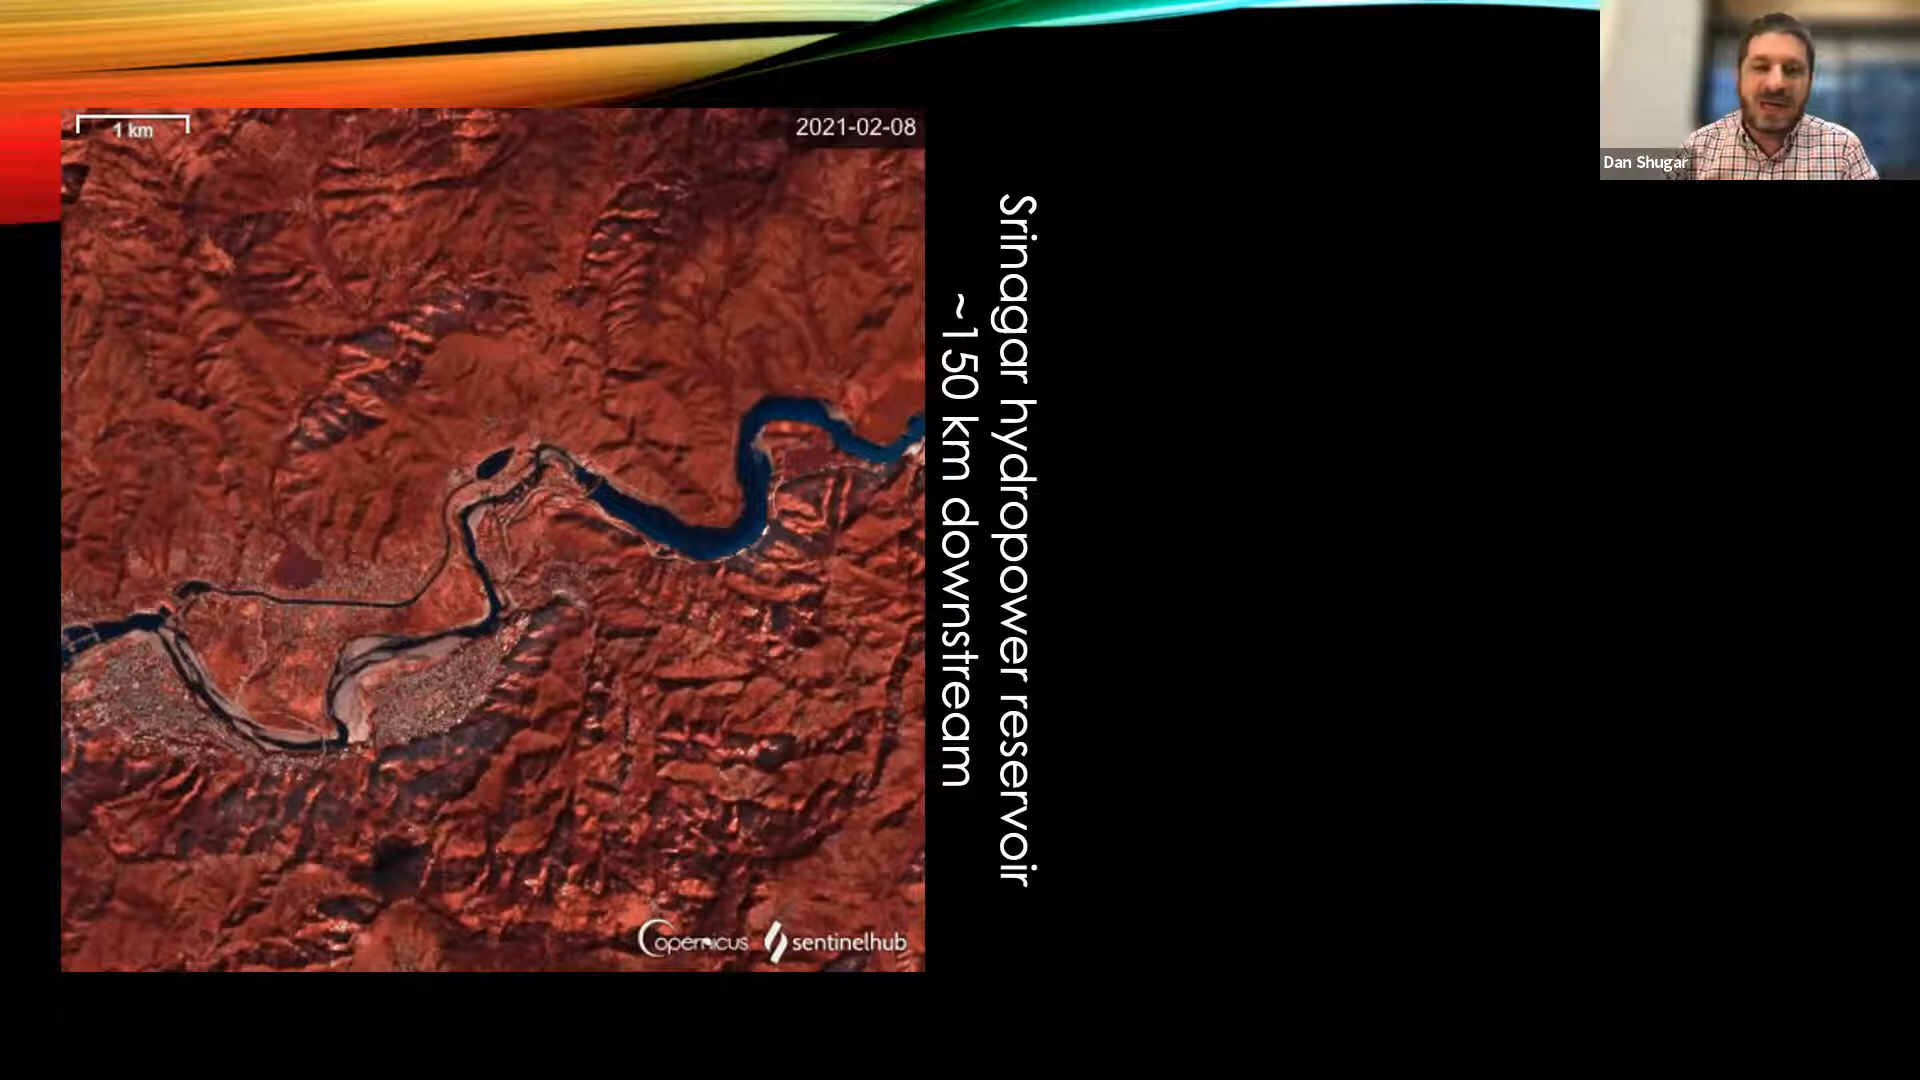 1 km
2021-02-08
Srinagar hydropower reservoir
~150 km downstream
Copernicus sentinelhub
Dan Shugar